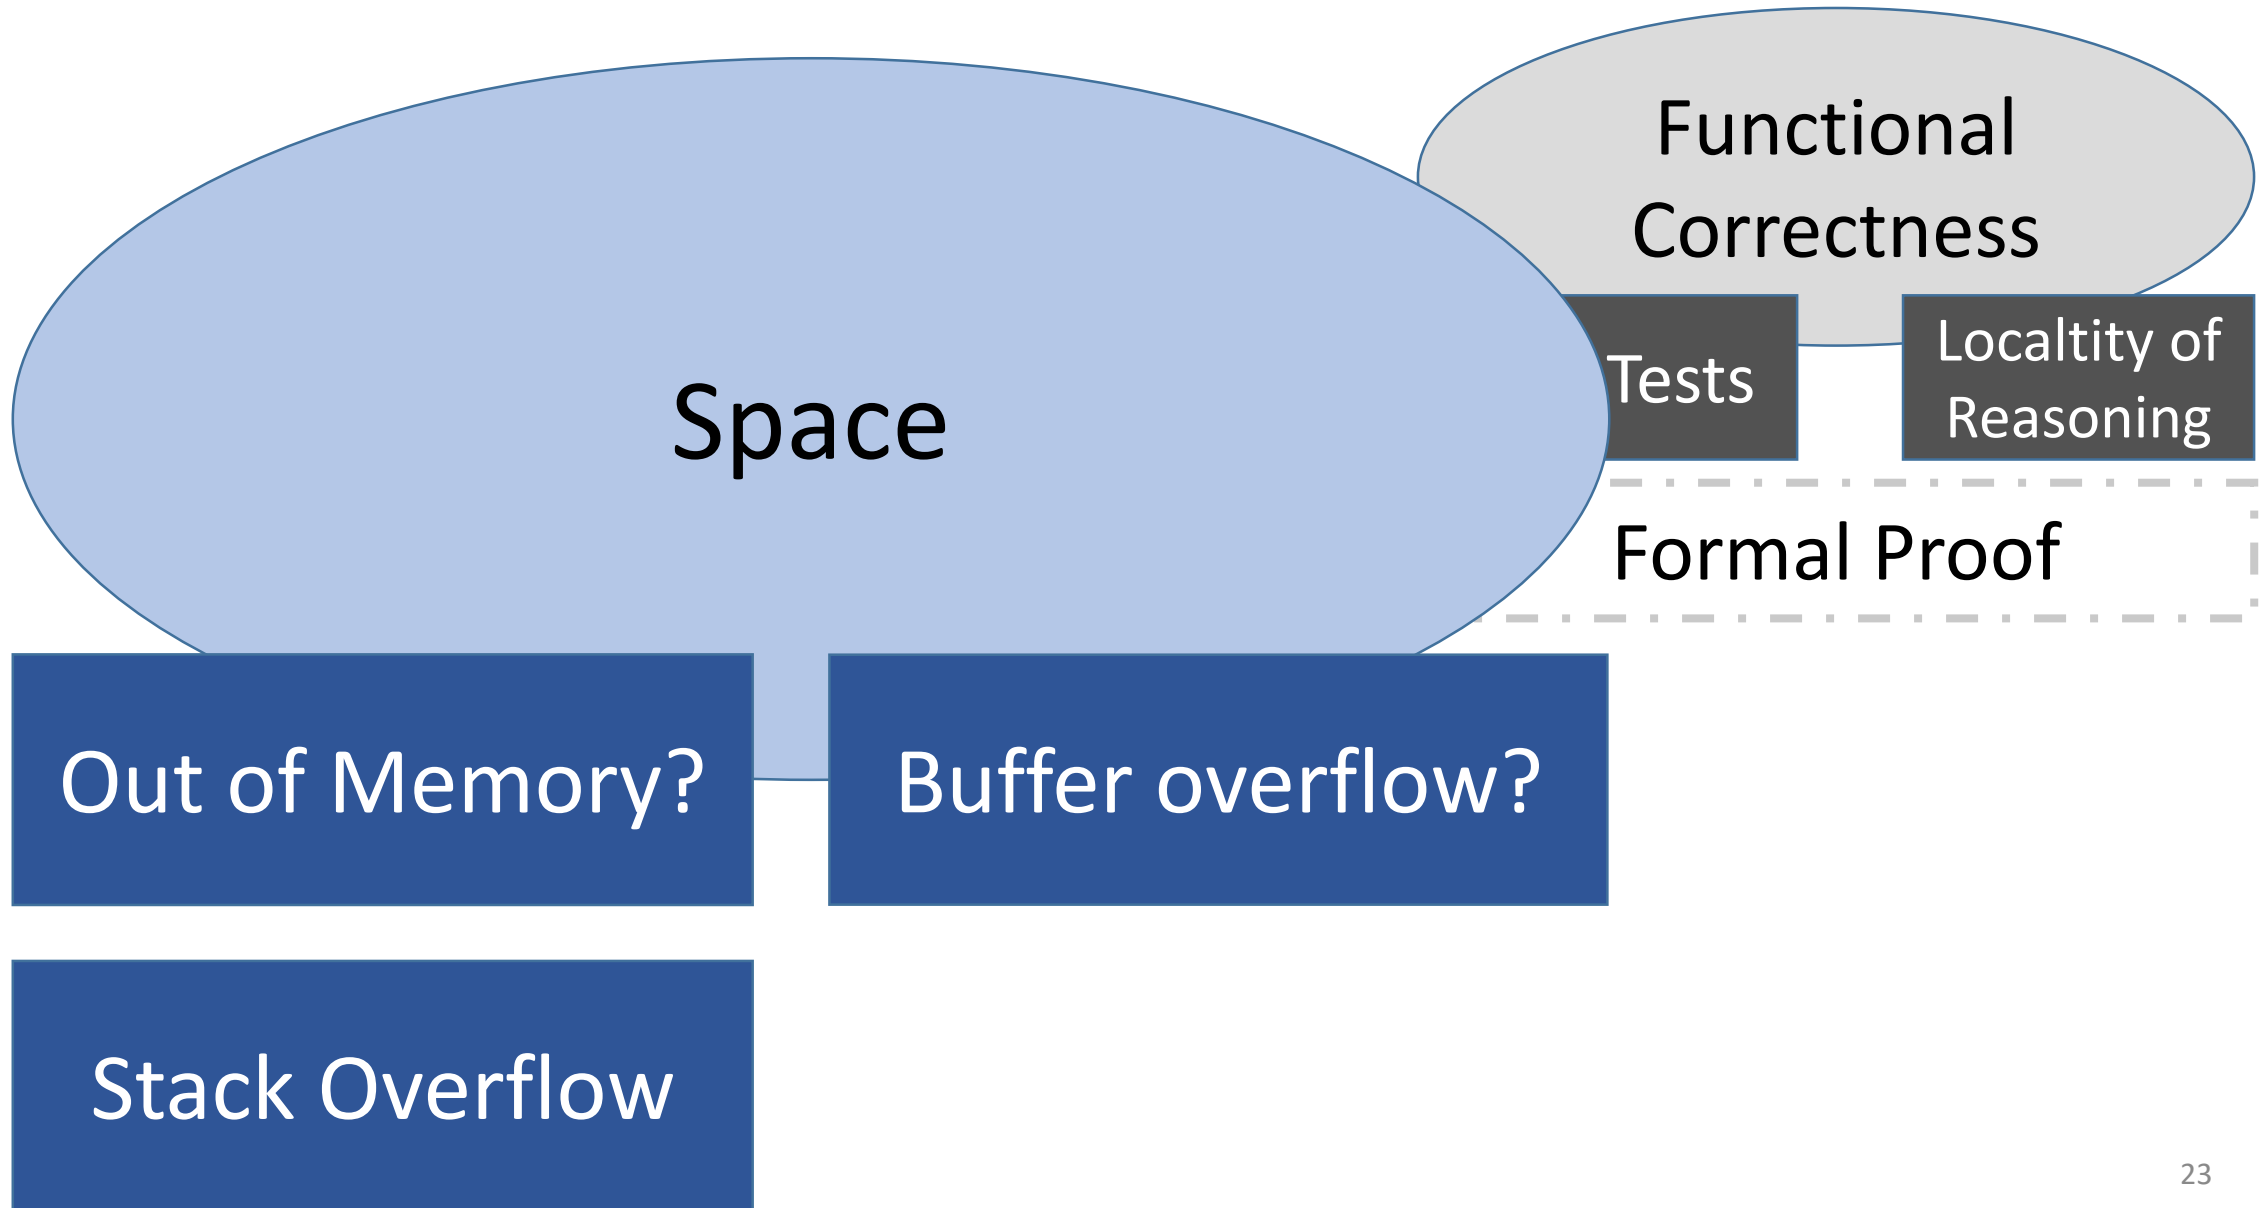 Functional
Correctness
Space
Tests
Localtity of
Reasoning
Formal Proof
Out of Memory?
Buffer overflow?
Stack Overflow
23